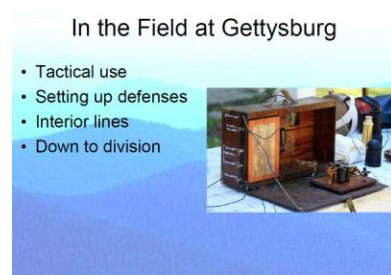 In the Field at Gettysburg
• Tactical use
• Setting up defenses
• Interior lines
• Down to division